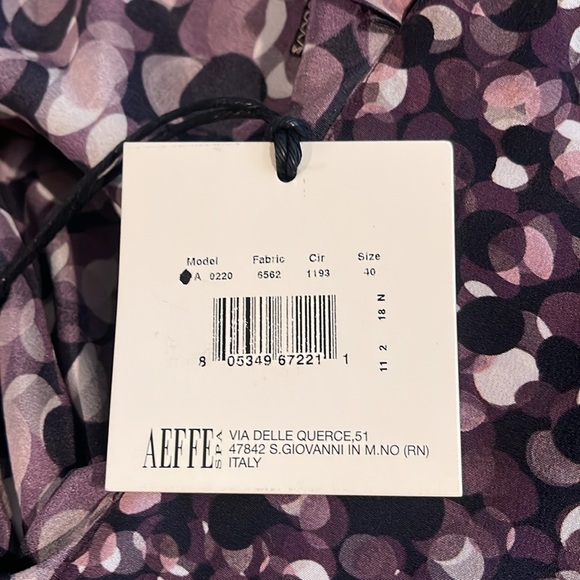 Model Fabric Clr Size
A 0220 6562 1193 40
8 05349 67221 1
11 2 18 N
AEFFE SPA
VIA DELLE QUERCE,51
47842 S.GIOVANNI IN M.NO (RN)
ITALY